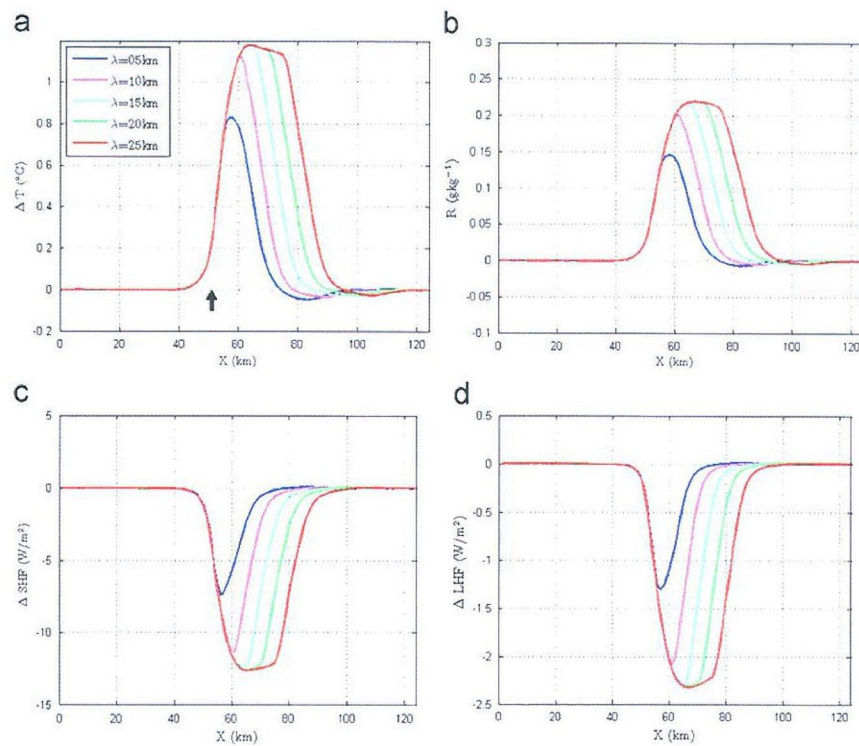 a
1
0.8
0.6
0.4
0.2
0
-0.2
Δ T (°C)
λ=05km
λ=10km
λ=15km
λ=20km
λ=25km
0 20 40 60 80 100 120
X (km)
b
0.3
0.25
0.2
0.15
0.1
0.05
0
-0.05
-0.1
R (gkg⁻¹)
0 20 40 60 80 100 120
X (km)
c
5
0
-5
-10
-15
Δ SHF (W/m²)
0 20 40 60 80 100 120
X (km)
d
0.5
0
-0.5
-1
-1.5
-2
-2.5
Δ LHF (W/m²)
0 20 40 60 80 100 120
X (km)